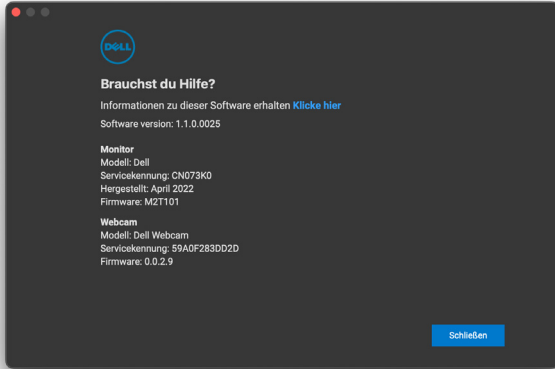 DELL
Brauchst du Hilfe?
Informationen zu dieser Software erhalten Klicke hier
Software version: 1.1.0.0025
Monitor
Modell: Dell
Servicekennung: CN073K0
Hergestellt: April 2022
Firmware: M2T101
Webcam
Modell: Dell Webcam
Servicekennung: 59A0F283DD2D
Firmware: 0.0.2.9
Schließen